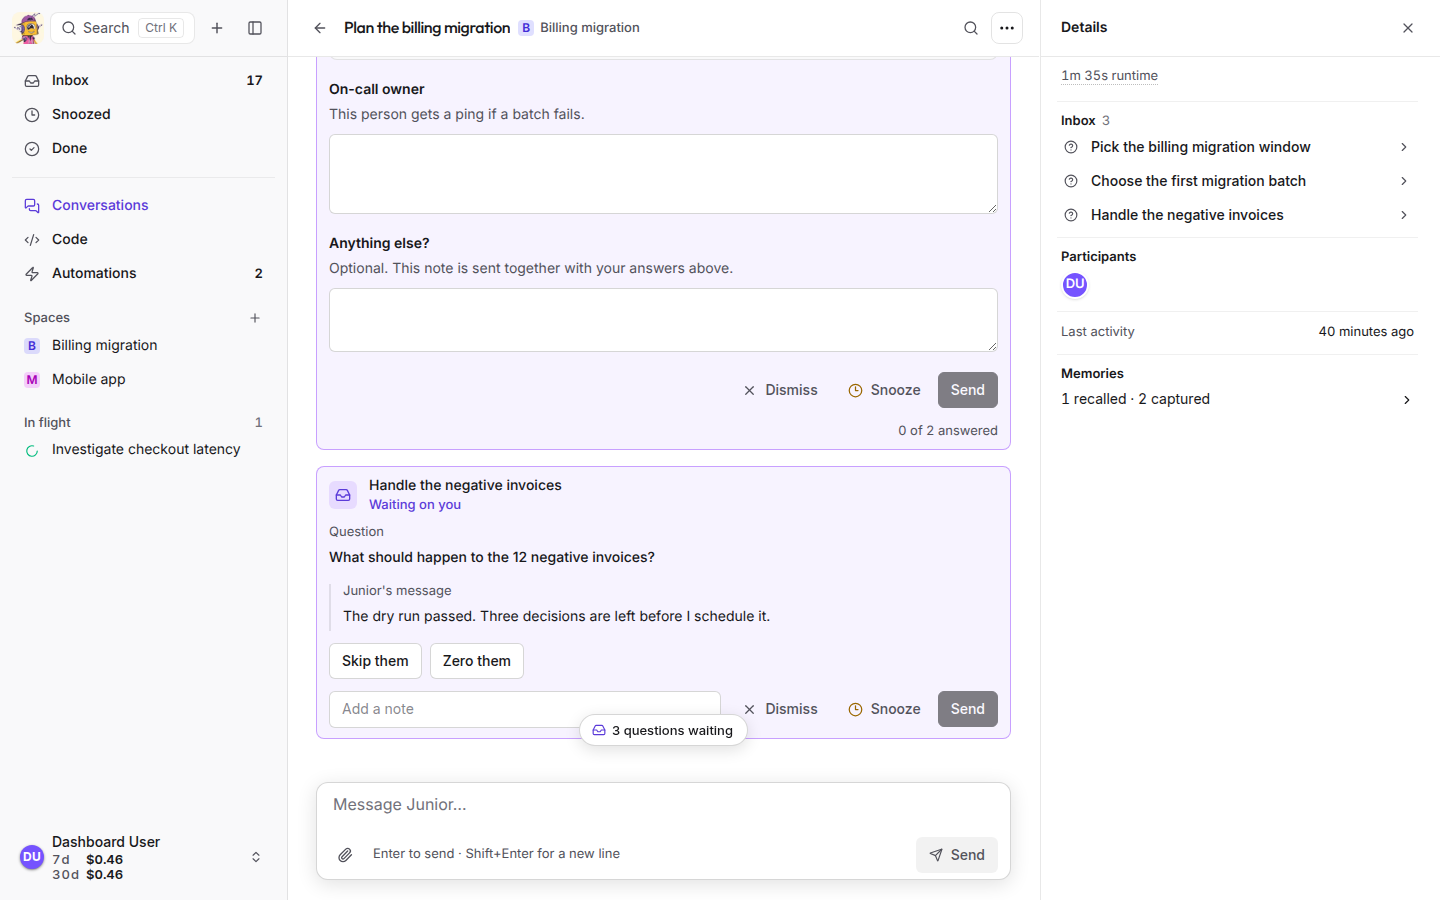 Search
Ctrl K
Inbox
17
Snoozed
Done
Conversations
Code
Automations
2
Spaces
B
Billing migration
M
Mobile app
In flight
1
Investigate checkout latency
DU
Dashboard User
7d $0.46
30d $0.46
Plan the billing migration
B
Billing migration
On-call owner
This person gets a ping if a batch fails.
Anything else?
Optional. This note is sent together with your answers above.
Dismiss
Snooze
Send
0 of 2 answered
Handle the negative invoices
Waiting on you
Question
What should happen to the 12 negative invoices?
Junior's message
The dry run passed. Three decisions are left before I schedule it.
Skip them
Zero them
Add a note
Dismiss
Snooze
Send
3 questions waiting
Message Junior...
Enter to send · Shift+Enter for a new line
Send
Details
1m 35s runtime
Inbox 3
Pick the billing migration window
Choose the first migration batch
Handle the negative invoices
Participants
DU
Last activity
40 minutes ago
Memories
1 recalled · 2 captured